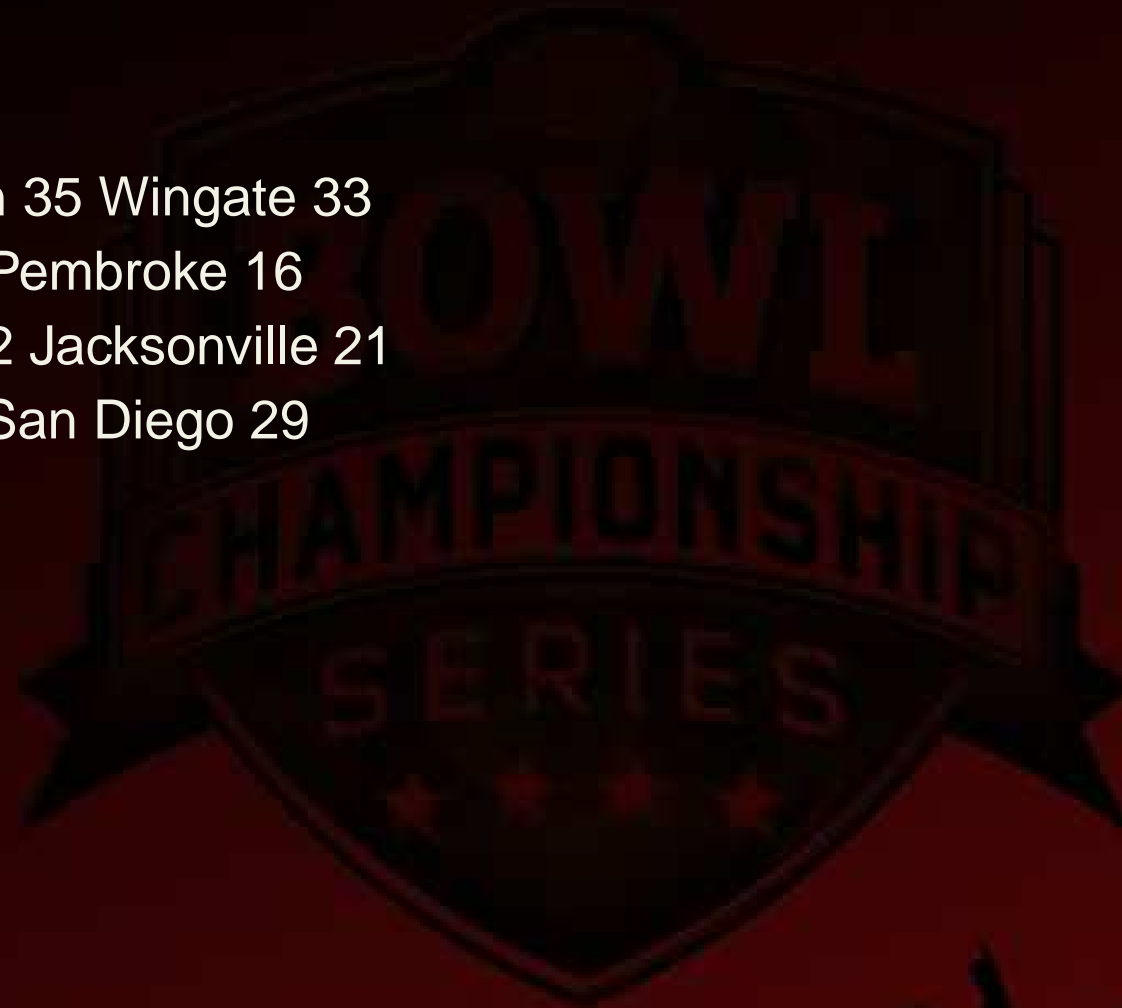 35 Wingate 33
Pembroke 16
2 Jacksonville 21
San Diego 29
BOWL
CHAMPIONSHIP
SERIES